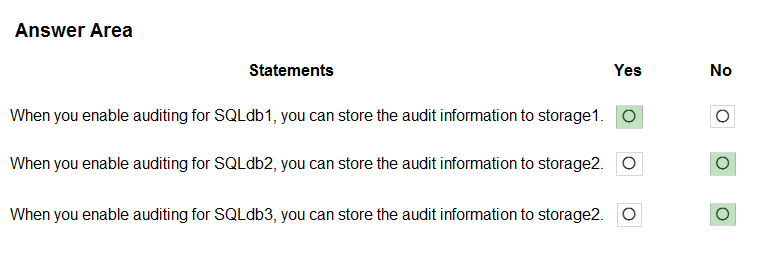 Answer Area
Statements Yes No
When you enable auditing for SQLdb1, you can store the audit information to storage1.
When you enable auditing for SQLdb2, you can store the audit information to storage2.
When you enable auditing for SQLdb3, you can store the audit information to storage2.